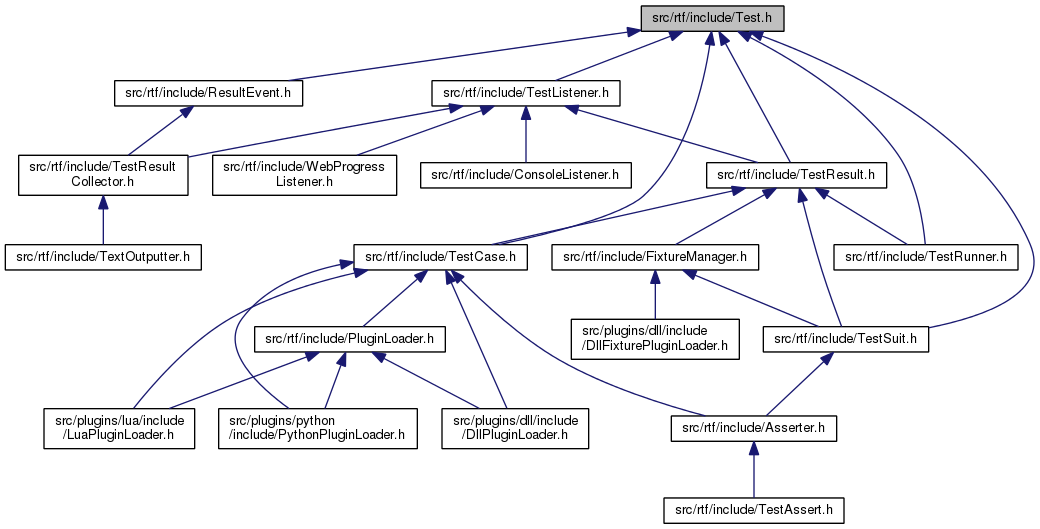 src/rtf/include/Test.h
src/rtf/include/ResultEvent.h
src/rtf/include/TestListener.h
src/rtf/include/TestResult
Collector.h
src/rtf/include/WebProgress
Listener.h
src/rtf/include/ConsoleListener.h
src/rtf/include/TestResult.h
src/rtf/include/TextOutputter.h
src/rtf/include/TestCase.h
src/rtf/include/FixtureManager.h
src/rtf/include/TestRunner.h
src/rtf/include/PluginLoader.h
src/plugins/dll/include
/DllFixturePluginLoader.h
src/rtf/include/TestSuit.h
src/plugins/lua/include
/LuaPluginLoader.h
src/plugins/python
/include/PythonPluginLoader.h
src/plugins/dll/include
/DllPluginLoader.h
src/rtf/include/Asserter.h
src/rtf/include/TestAssert.h